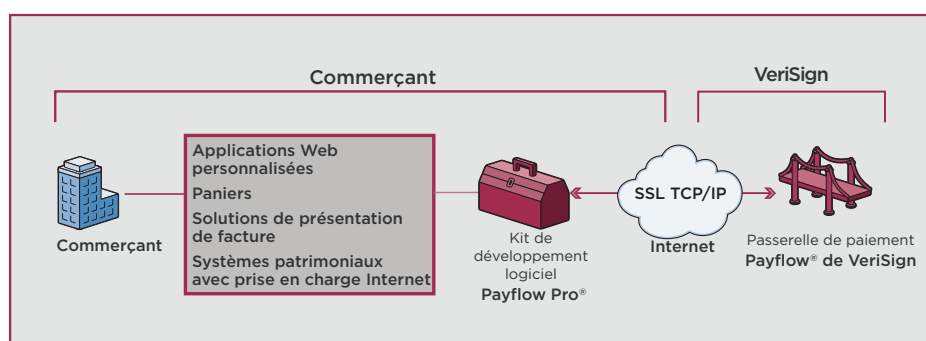 Commerçant
VeriSign
Applications Web
personnalisées
Paniers
Solutions de présentation
de facture
Systèmes patrimoniaux
avec prise en charge Internet
Commerçant
Kit de
développement
logiciel
Payflow Pro®
SSL TCP/IP
Internet
Passerelle de paiement
Payflow® de VeriSign